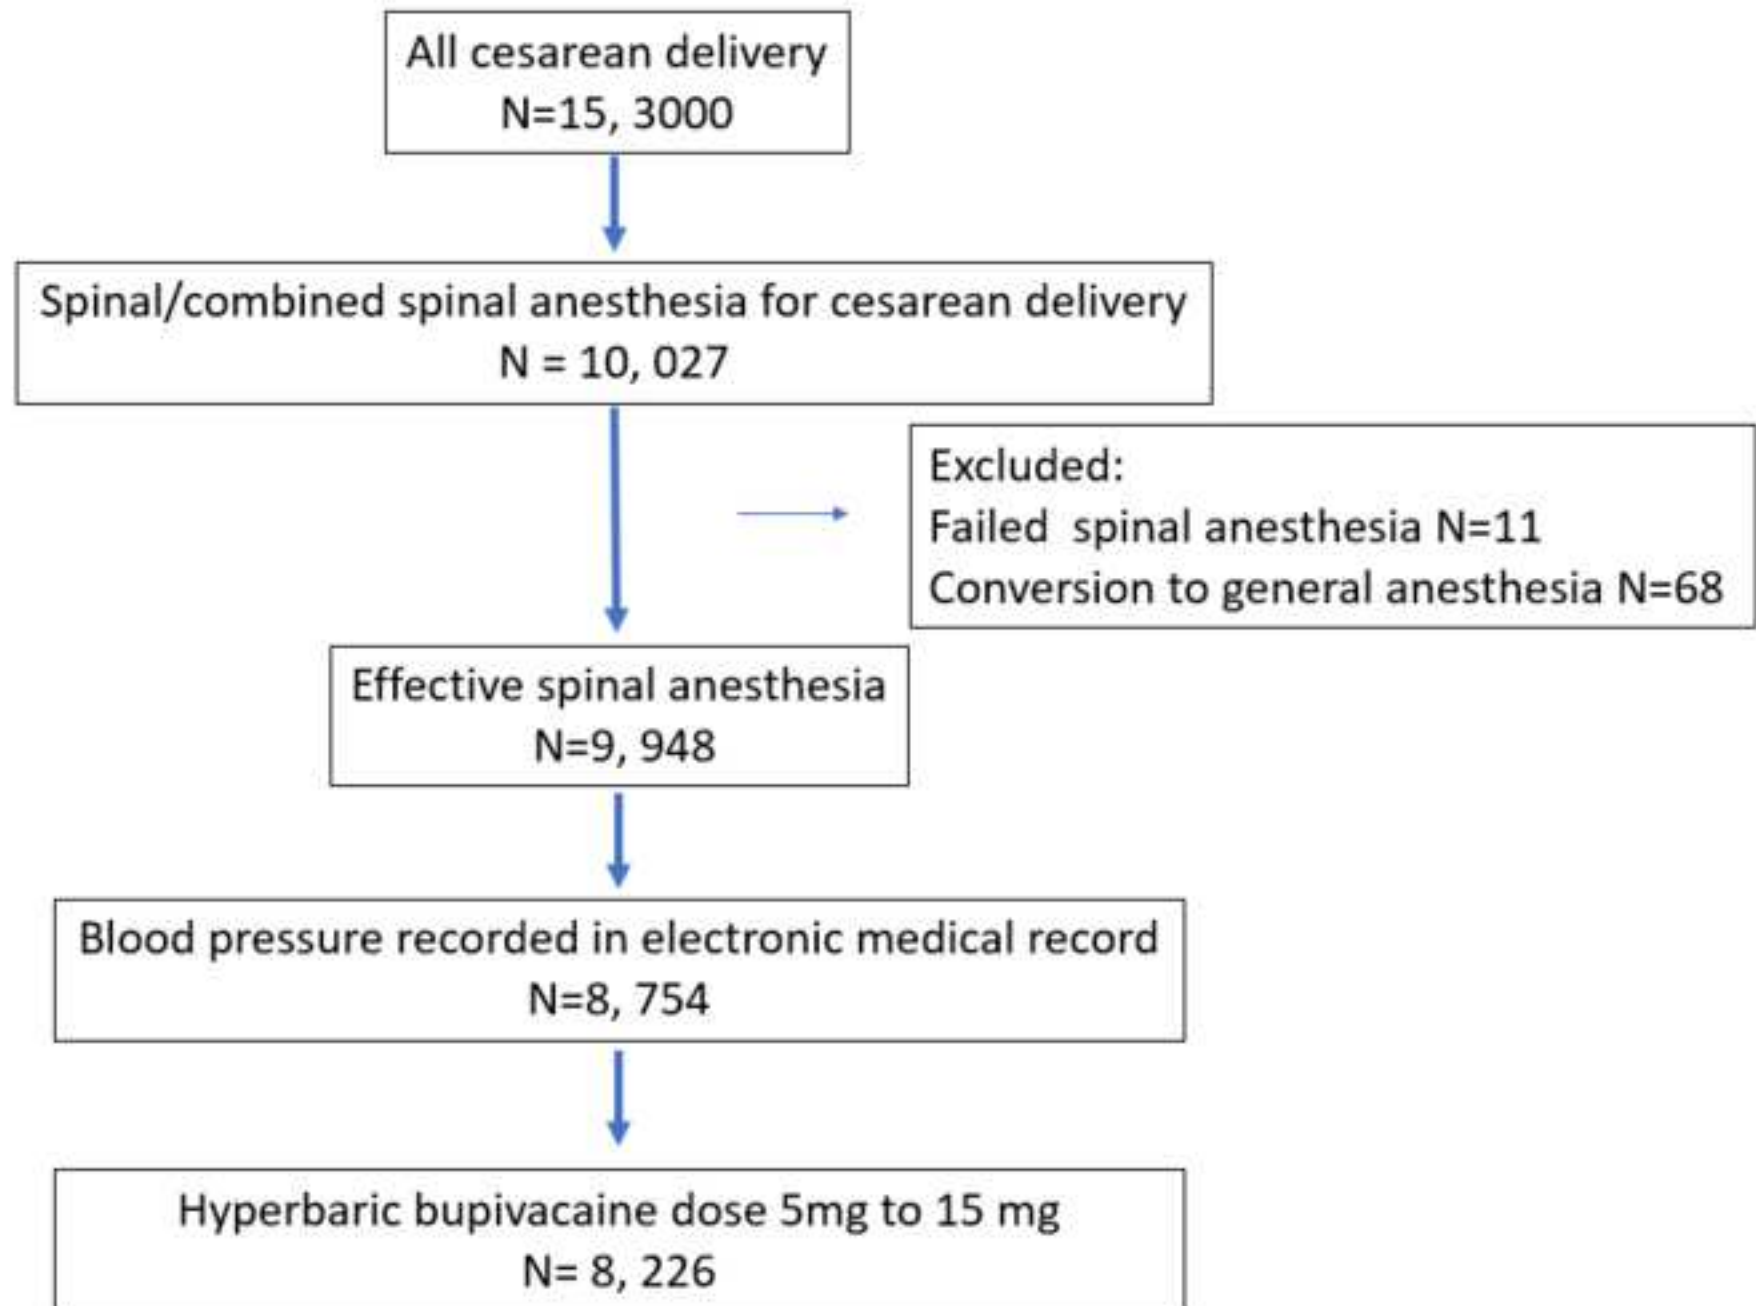 All cesarean delivery
N=15, 3000
Spinal/combined spinal anesthesia for cesarean delivery
N = 10, 027
Excluded:
Failed  spinal anesthesia N=11
Conversion to general anesthesia N=68
Effective spinal anesthesia
N=9, 948
Blood pressure recorded in electronic medical record
N=8, 754
Hyperbaric bupivacaine dose 5mg to 15 mg
N= 8, 226